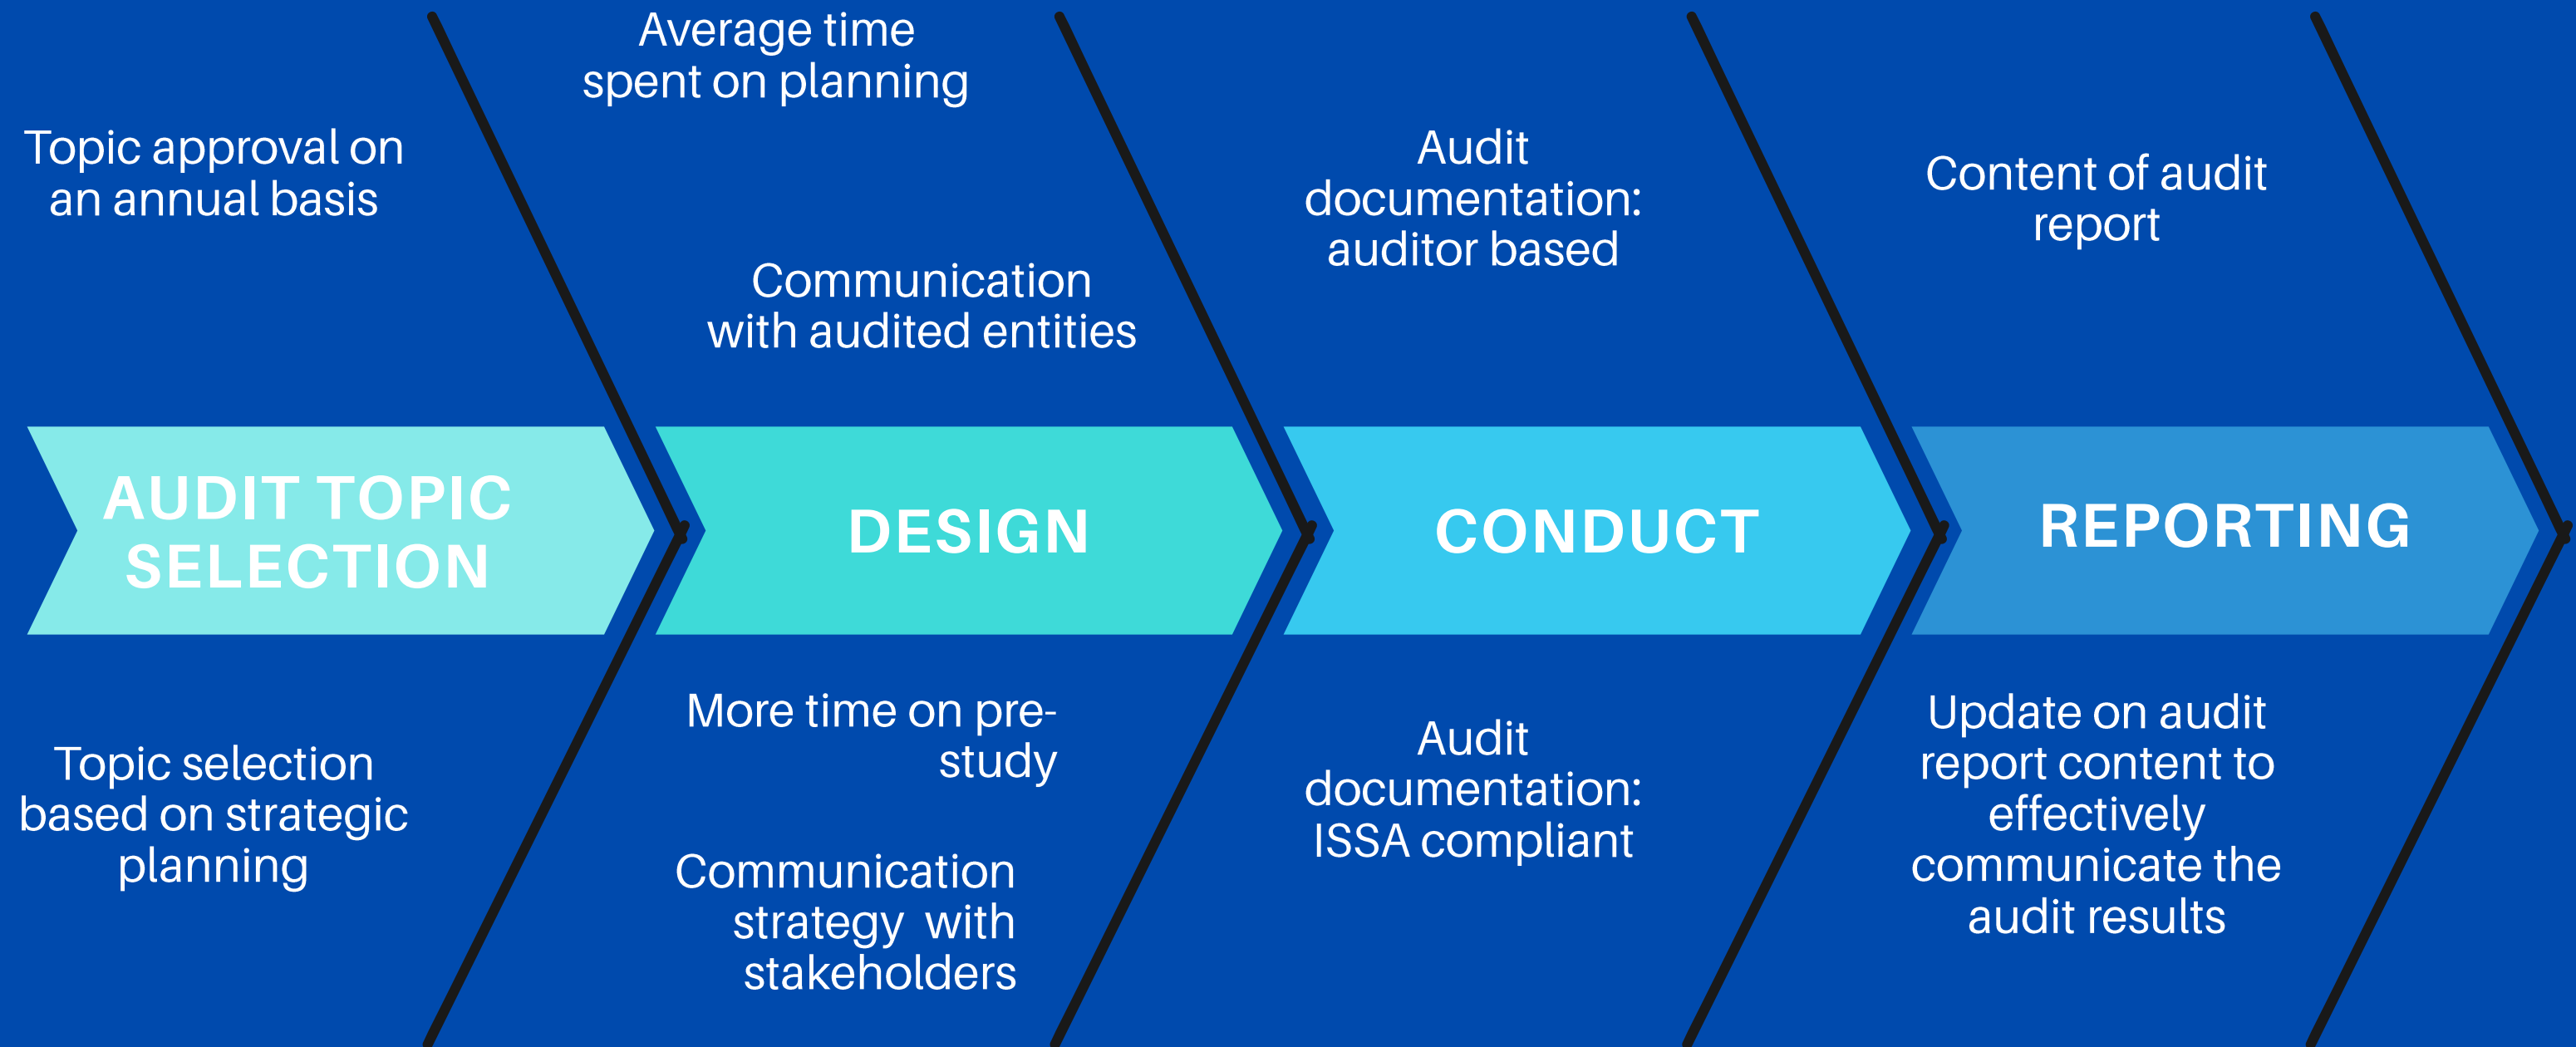 Topic approval on
an annual basis
Average time
spent on planning
Communication
with audited entities
Audit
documentation:
auditor based
Content of audit
report
AUDIT TOPIC
SELECTION
DESIGN
CONDUCT
REPORTING
Topic selection
based on strategic
planning
More time on pre-
study
Communication
strategy with
stakeholders
Audit
documentation:
ISSA compliant
Update on audit
report content to
effectively
communicate the
audit results